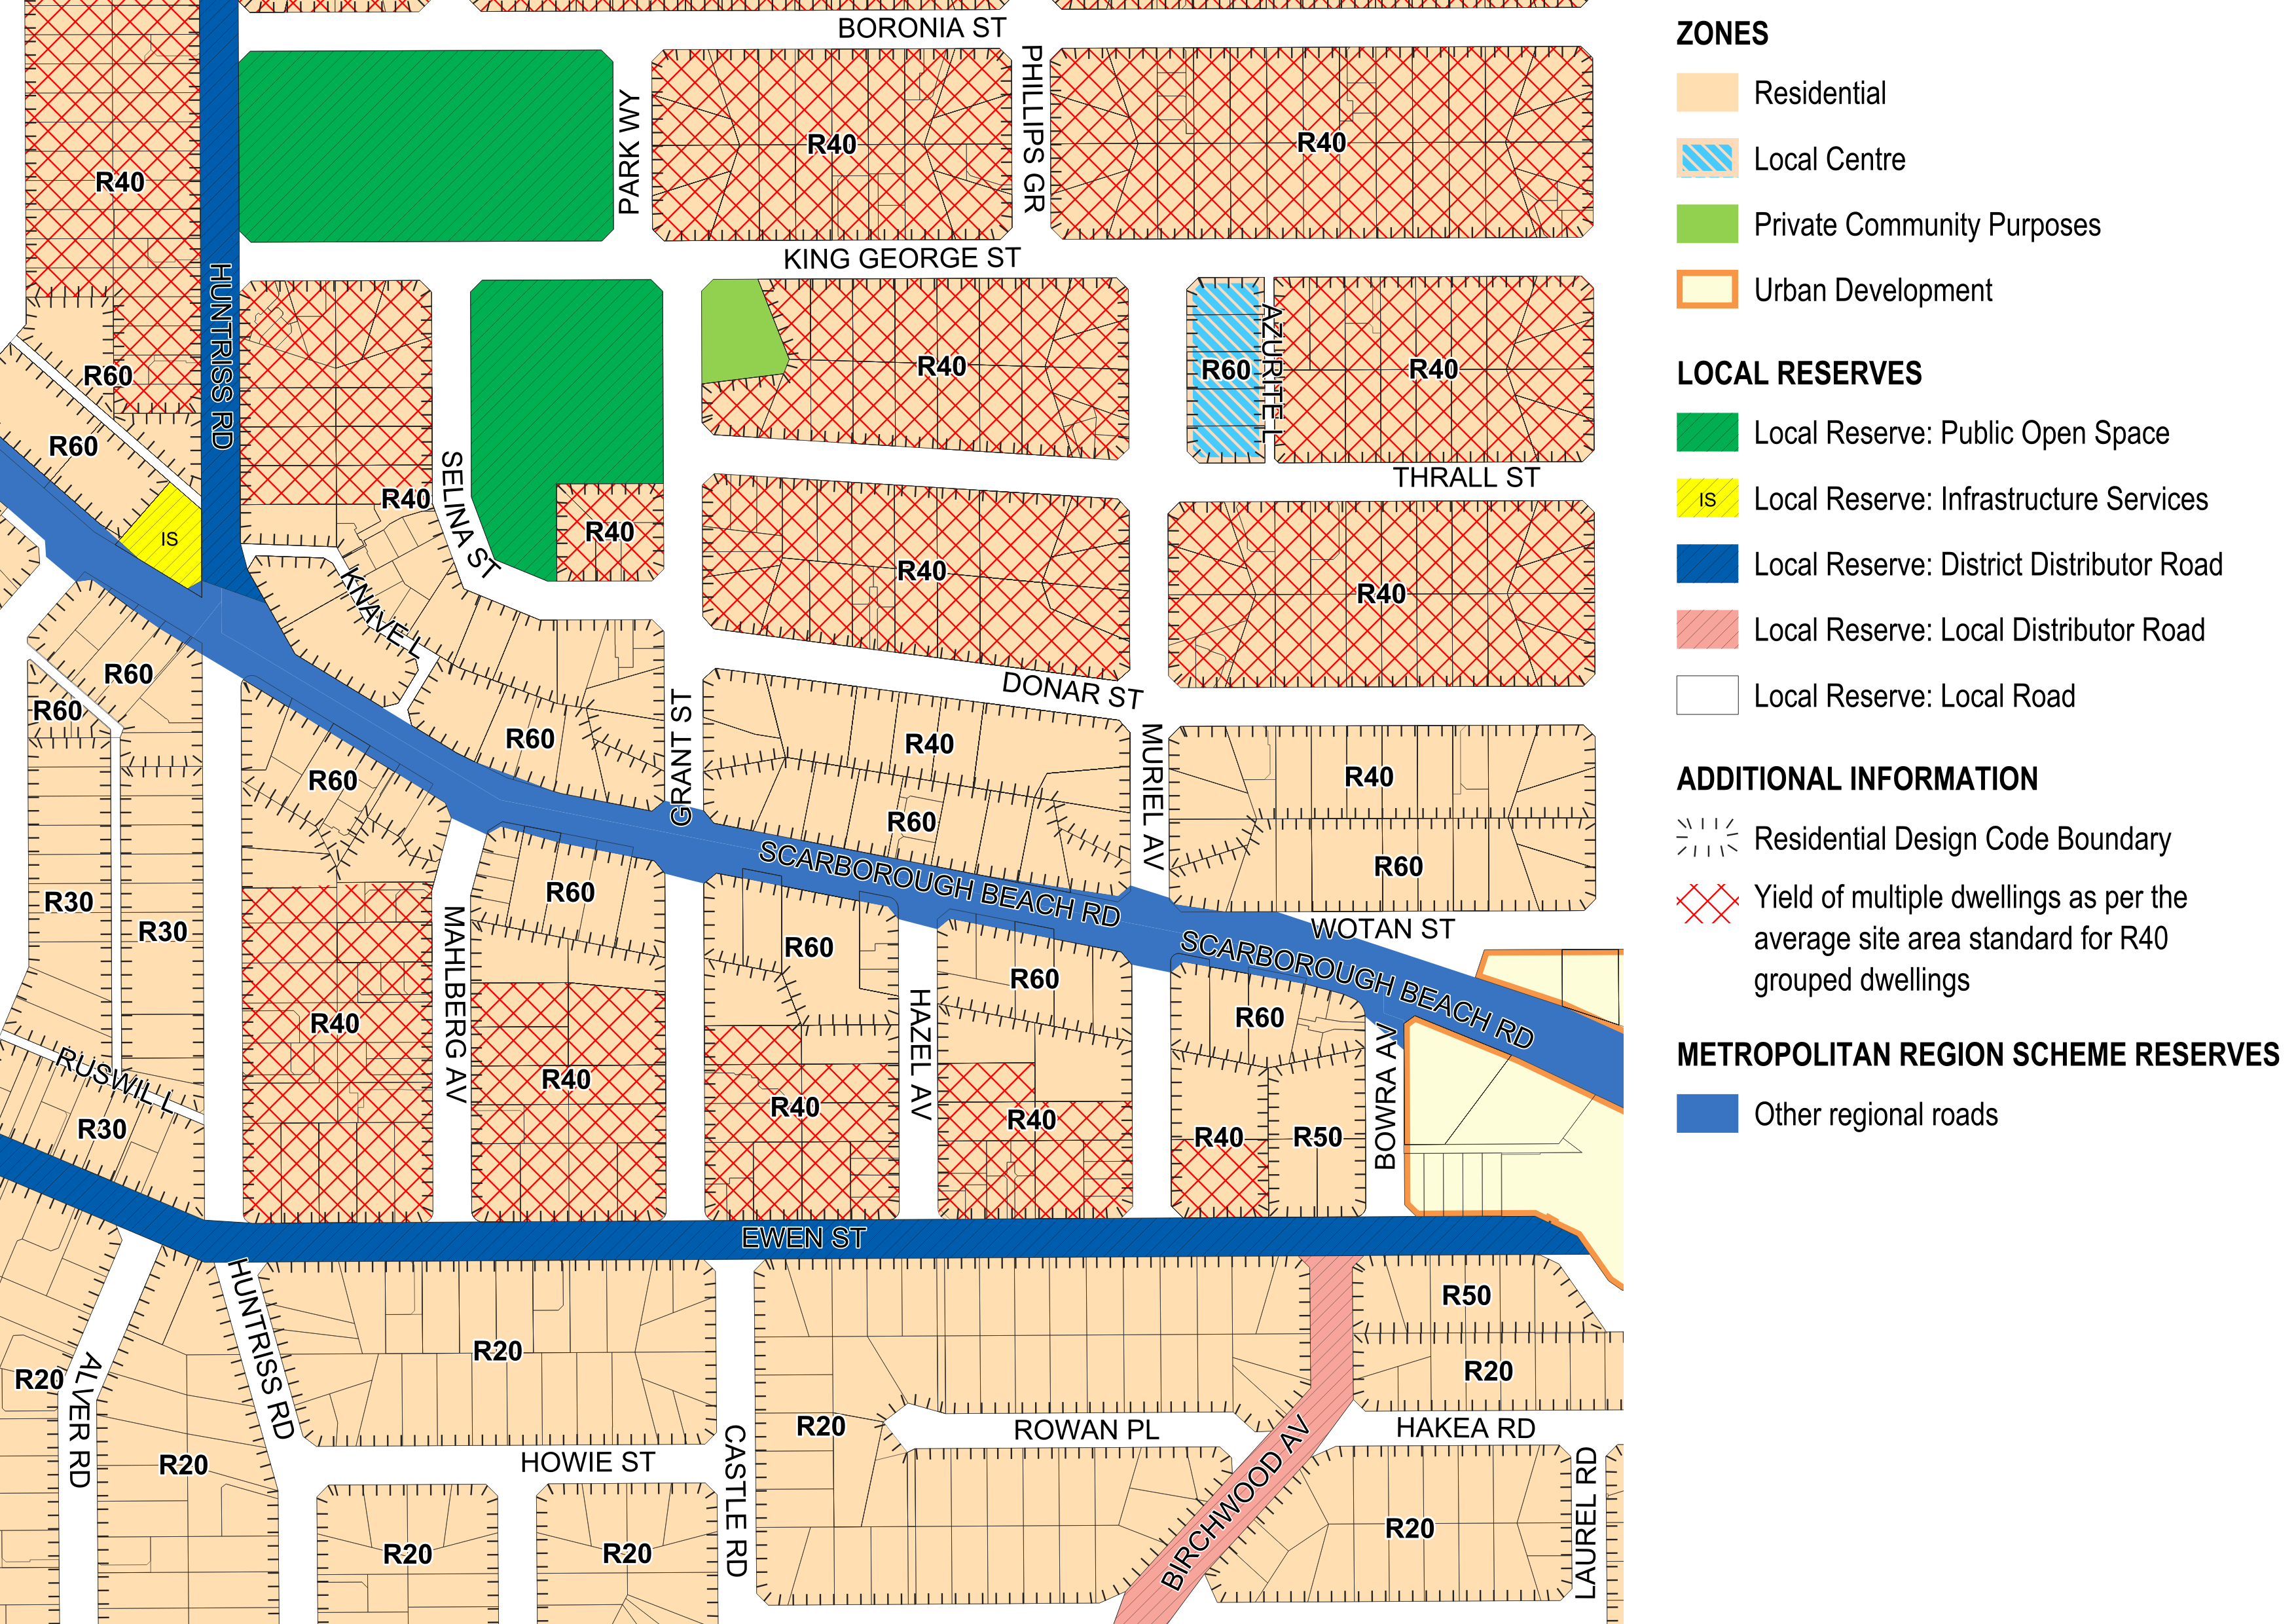 BORONIA ST
PARK WY
PHILLIPS GR
R40
R40
R40
KING GEORGE ST
HUNTRISS RD
AZURITE L
R60
R60
R40
R60
R40
R40
SELINA ST
R40
IS
THRALL ST
R40
R40
KNAVE L
R60
R60
DONAR ST
GRANT ST
MURIEL AV
R60
R60
R40
R40
R60
R60
SCARBOROUGH BEACH RD
R60
R60
WOTAN ST
R30
R30
MAHLBERG AV
R60
HAZEL AV
R60
SCARBOROUGH BEACH RD
R60
R40
BOWRA AV
RUSWIL L
R30
R40
R40
R40
R40
R50
EWEN ST
HUNTRISS RD
R50
R20
R20
R20
ALVER RD
R20
R20
CASTLE RD
ROWAN PL
HAKEA RD
HOWIE ST
BIRCHWOOD AV
LAUREL RD
R20
R20
R20
ZONES
Residential
Local Centre
Private Community Purposes
Urban Development
LOCAL RESERVES
Local Reserve: Public Open Space
IS
Local Reserve: Infrastructure Services
Local Reserve: District Distributor Road
Local Reserve: Local Distributor Road
Local Reserve: Local Road
ADDITIONAL INFORMATION
Residential Design Code Boundary
Yield of multiple dwellings as per the
average site area standard for R40
grouped dwellings
METROPOLITAN REGION SCHEME RESERVES
Other regional roads